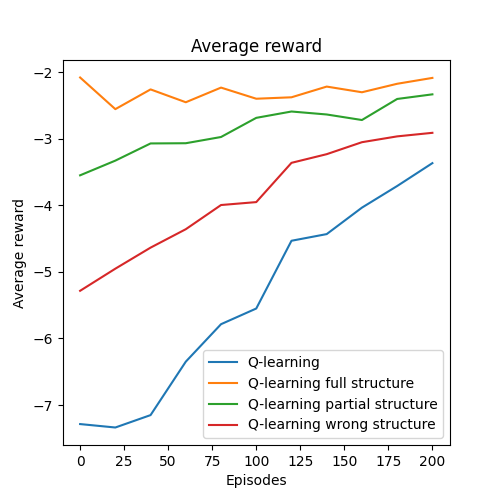 Average reward
Average reward
−2
−3
−4
−5
−6
−7
Q-learning
Q-learning full structure
Q-learning partial structure
Q-learning wrong structure
0 25 50 75 100 125 150 175 200
Episodes